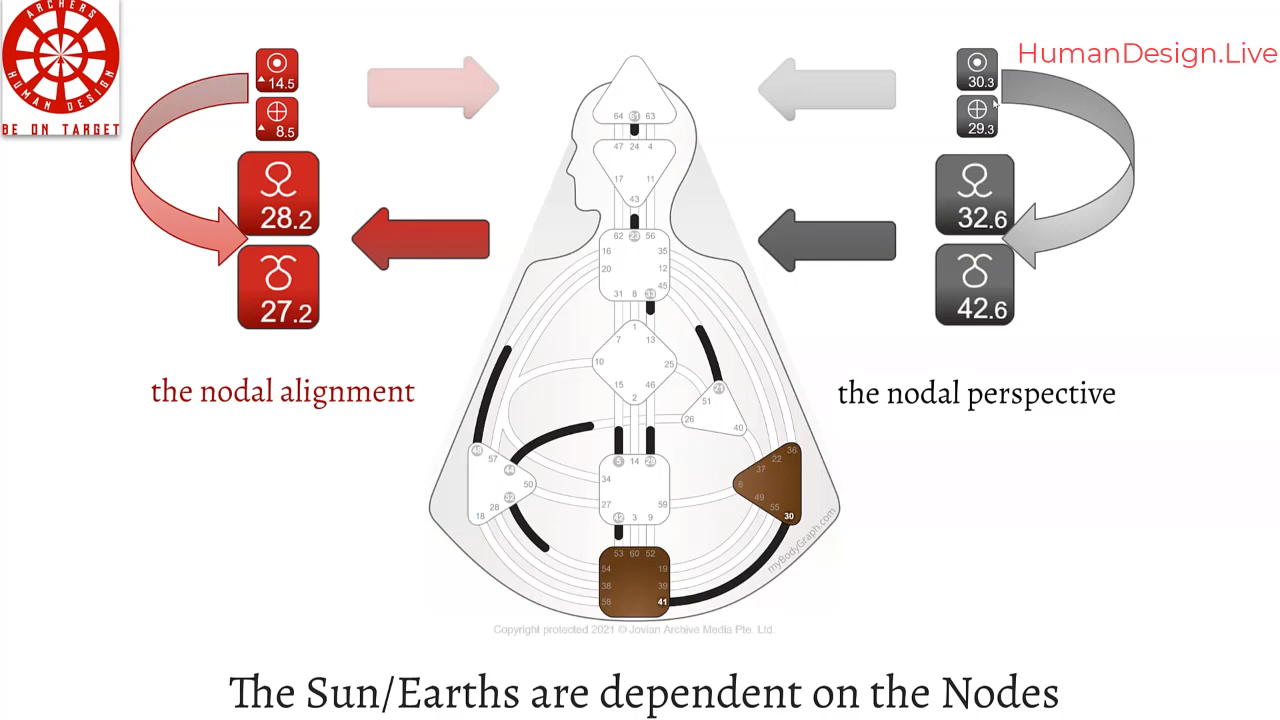 ARCHERS
HUMAN DESIGN
BE ON TARGET
HumanDesign.Live
14.5
8.5
28.2
27.2
30.3
29.3
32.6
42.6
64 61 63
47 24 4
17 11
43
62 23 56
16 35
20 12
45
31 8 33
1
7 13
10 25
15 46
2
21
51
26 40
48
57
44
50
32
28
18
5 14 29
34
27 59
42 3 9
36
22
37
6
49
55
30
53 60 52
54 19
38 39
58 41
the nodal alignment
the nodal perspective
myBodyGraph.com
Copyright protected 2021 © Jovian Archive Media Pte. Ltd.
The Sun/Earths are dependent on the Nodes